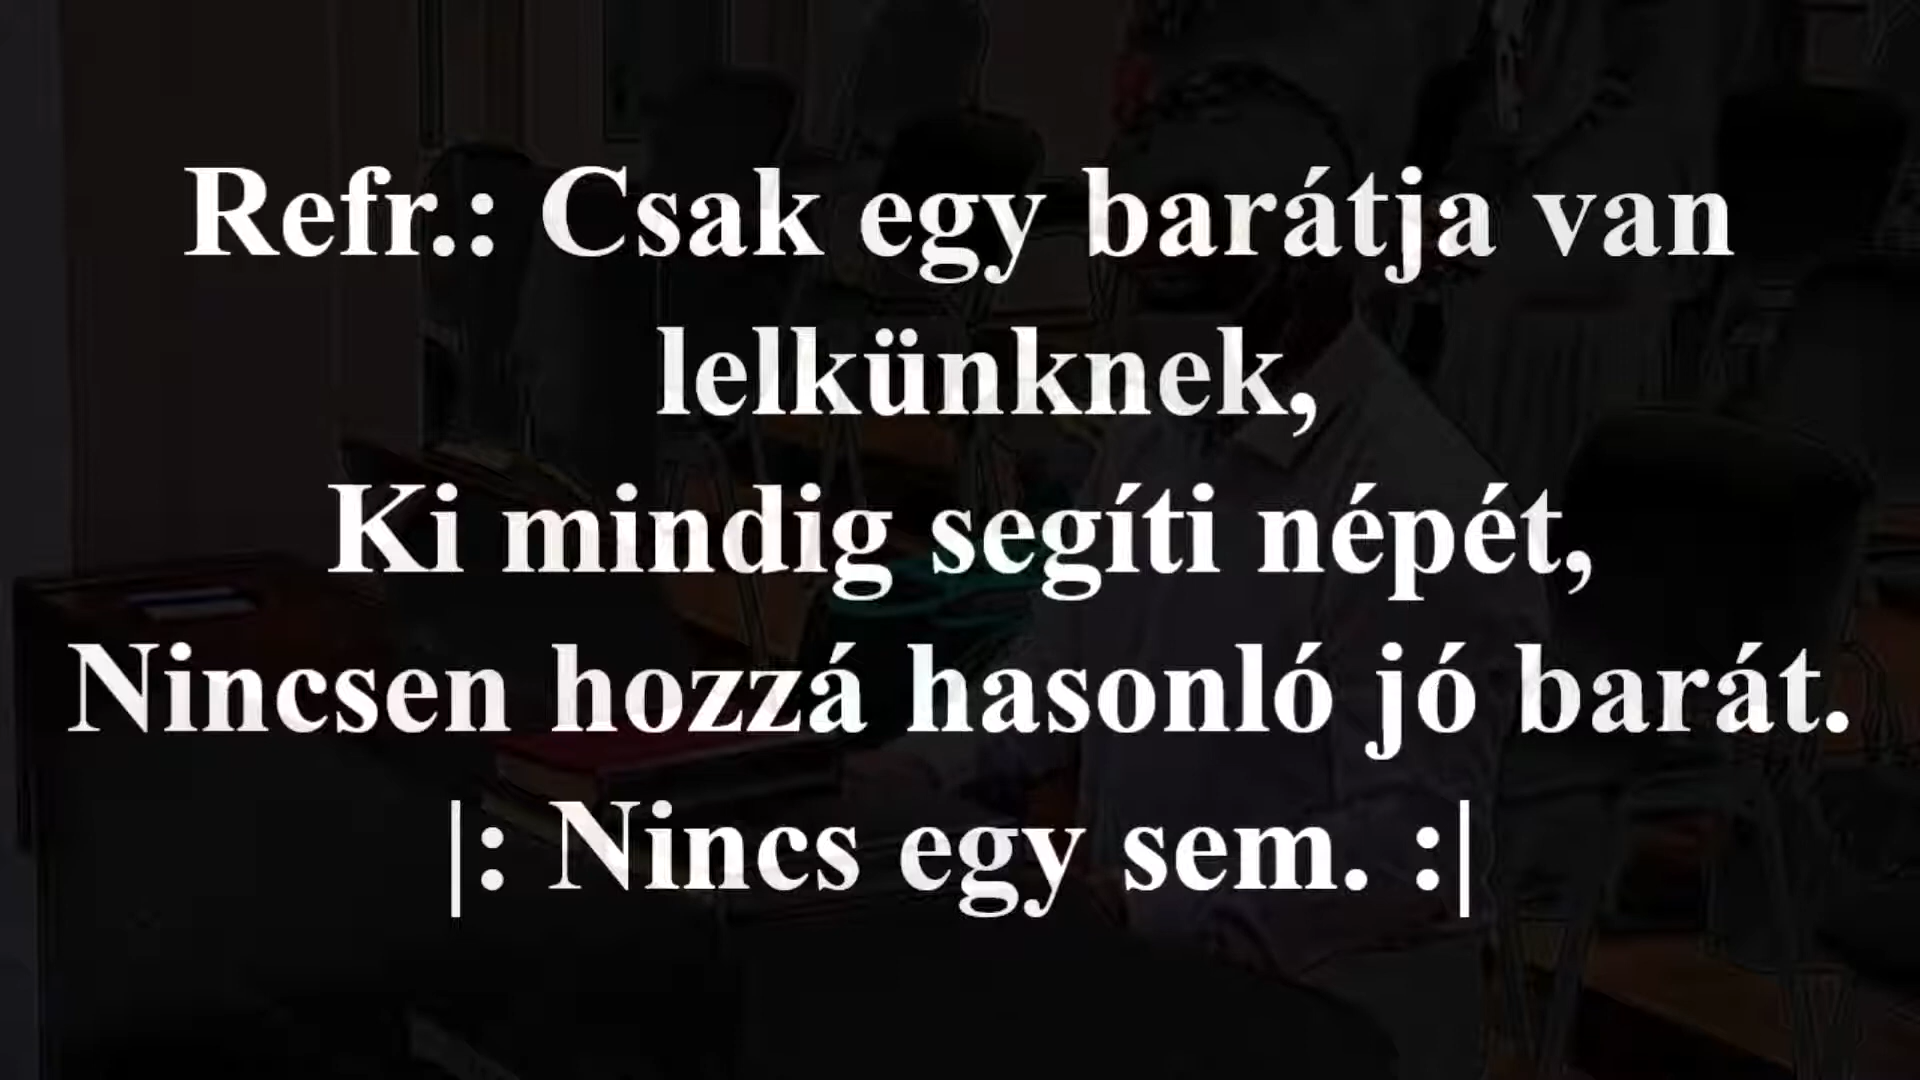 Refr.: Csak egy barátja van
lelkünknek,
Ki mindig segíti népét,
Nincsen hozzá hasonló jó barát.
|: Nincs egy sem. :|